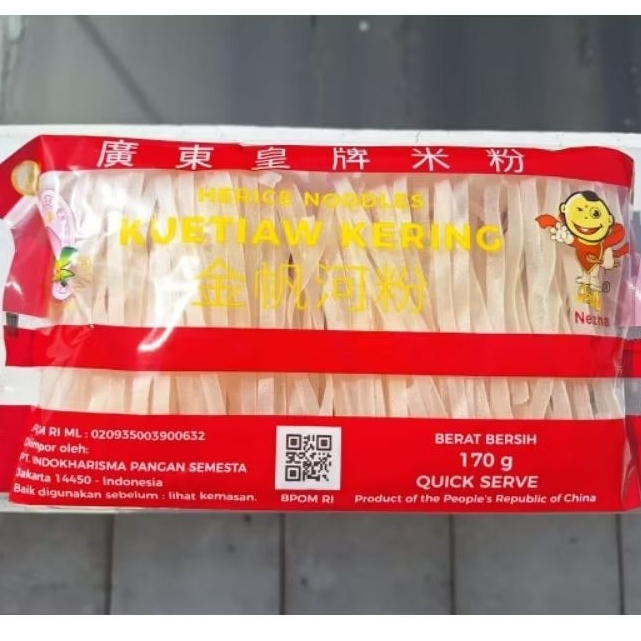 廣東皇牌米粉
HERICE NOODLES
KUETIAW KERING
金帆河粉
Nezha
RI ML : 020935003900632
Diimpor oleh:
PT. INDOKHARISMA PANGAN SEMESTA
Jakarta 14450 - Indonesia
Baik digunakan sebelum : lihat kemasan.
BPOM RI
BERAT BERSIH
170 g
QUICK SERVE
Product of the People's Republic of China